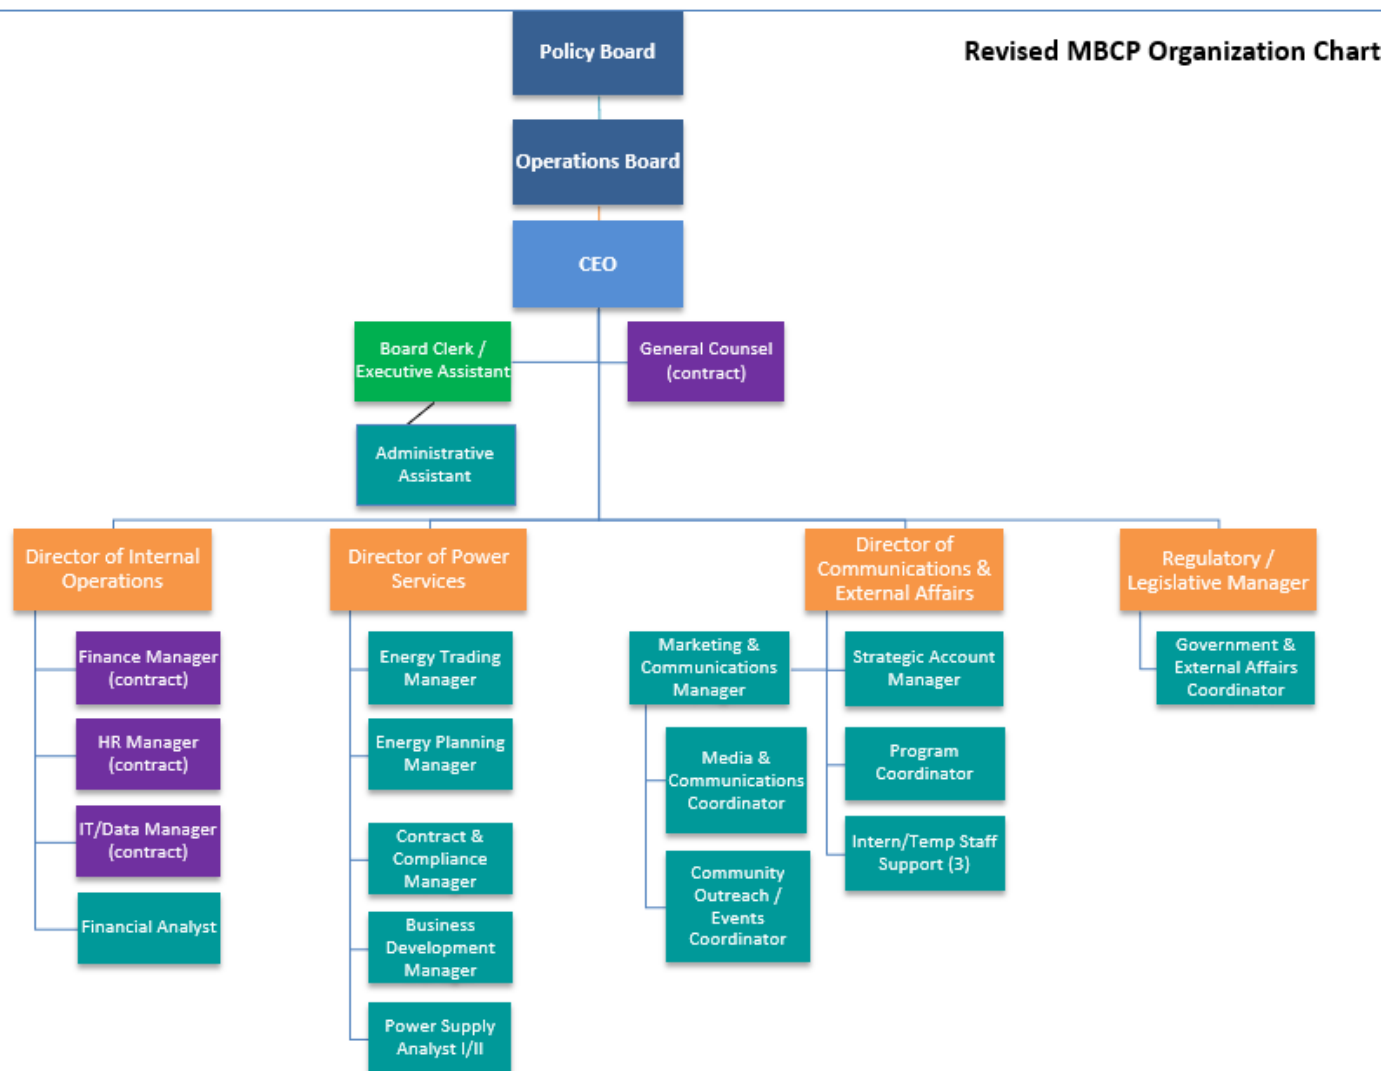 Revised MBCP Organization Chart
Policy Board
Operations Board
CEO
Board Clerk /
Executive Assistant
General Counsel
(contract)
Administrative
Assistant
Director of Internal
Operations
Director of Power
Services
Director of
Communications &
External Affairs
Regulatory /
Legislative Manager
Finance Manager
(contract)
HR Manager
(contract)
IT/Data Manager
(contract)
Financial Analyst
Energy Trading
Manager
Energy Planning
Manager
Contract &
Compliance
Manager
Business
Development
Manager
Power Supply
Analyst I/II
Marketing &
Communications
Manager
Media &
Communications
Coordinator
Community
Outreach /
Events
Coordinator
Strategic Account
Manager
Program
Coordinator
Intern/Temp Staff
Support (3)
Government &
External Affairs
Coordinator